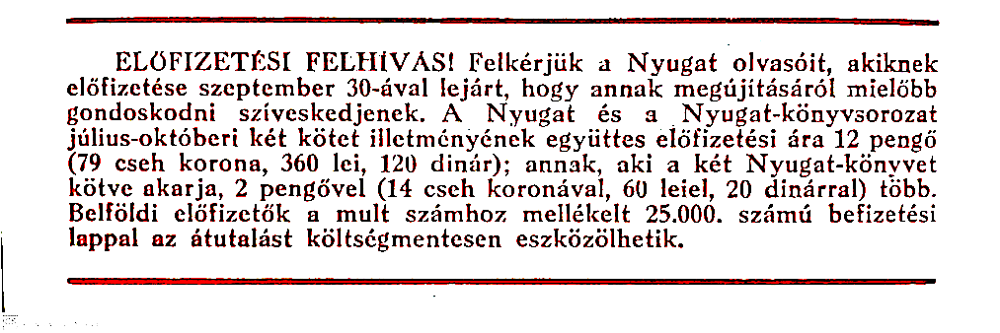 ELŐFIZETÉSI FELHÍVÁS! Felkérjük a Nyugat olvasóit, akiknek
előfizetése szeptember 30-ával lejárt, hogy annak megújításáról mielőbb
gondoskodni szíveskedjenek. A Nyugat és a Nyugat-könyvsorozat
július-októberi két kötet illetményének együttes előfizetési ára 12 pengő
(79 cseh korona, 360 lei, 120 dinár); annak, aki a két Nyugat-könyvet
kötve akarja, 2 pengővel (14 cseh koronával, 60 leiel, 20 dinárral) több.
Belföldi előfizetők a mult számhoz mellékelt 25.000. számú befizetési
lappal az átutalást költségmentesen eszközölhetik.